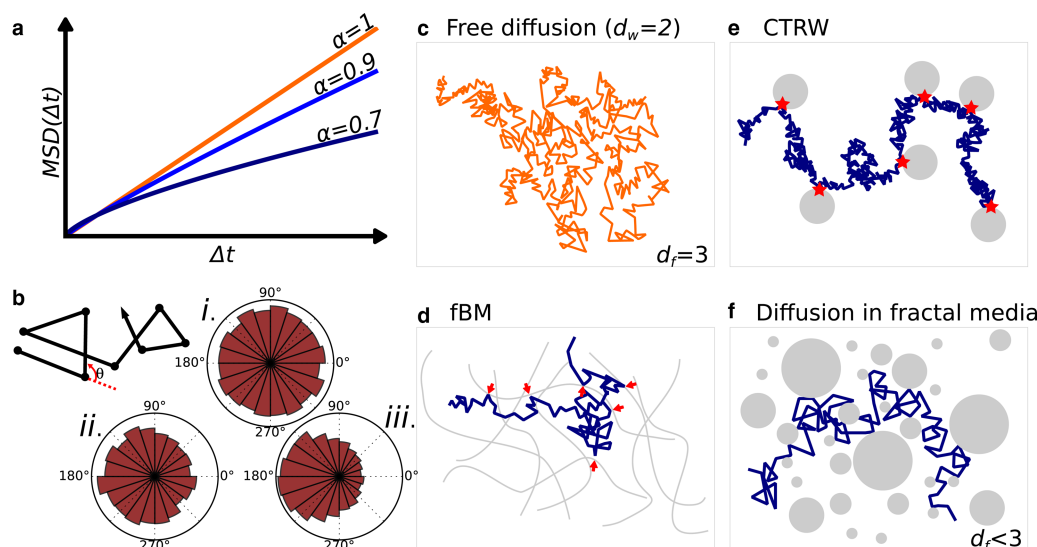 a
MSD(Δt)
α=1
α=0.9
α=0.7
Δt
b
θ
i.
90°
180°
0°
270°
ii.
90°
180°
0°
270°
iii.
90°
180°
0°
270°
c Free diffusion (d_w=2)
d_f=3
d fBM
e CTRW
f Diffusion in fractal media
d_f<3